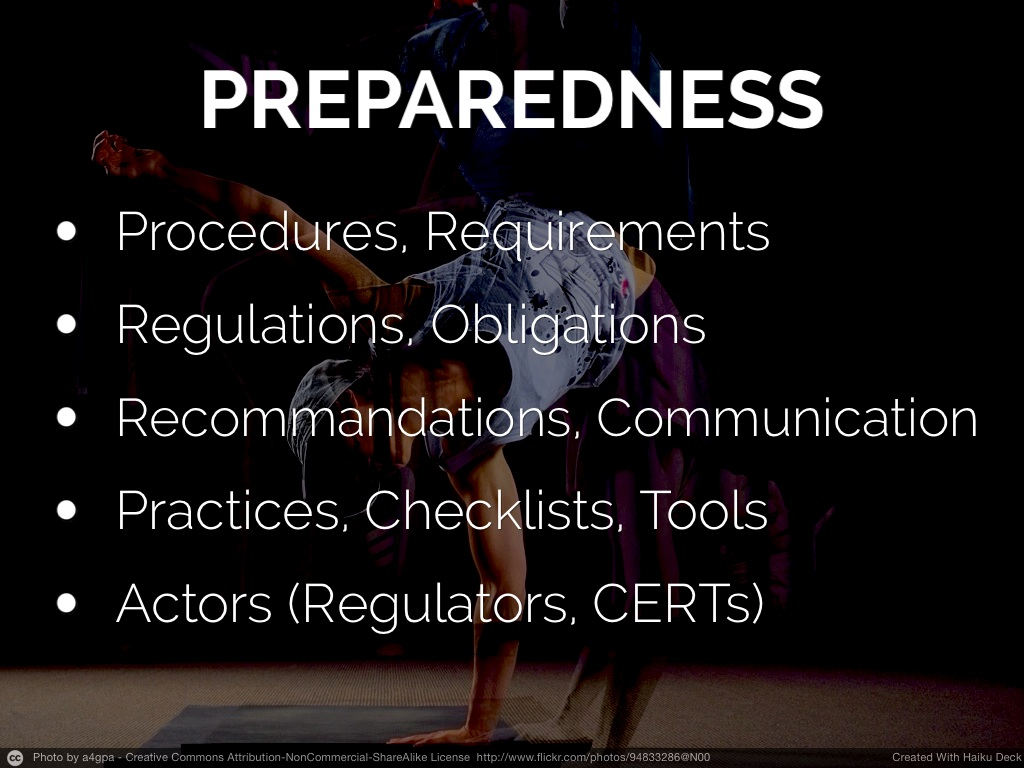 PREPAREDNESS
• Procedures, Requirements
• Regulations, Obligations
• Recommandations, Communication
• Practices, Checklists, Tools
• Actors (Regulators, CERTs)
cc Photo by a4gpa - Creative Commons Attribution-NonCommercial-ShareAlike License http://www.flickr.com/photos/94833286@N00 Created With Haiku Deck